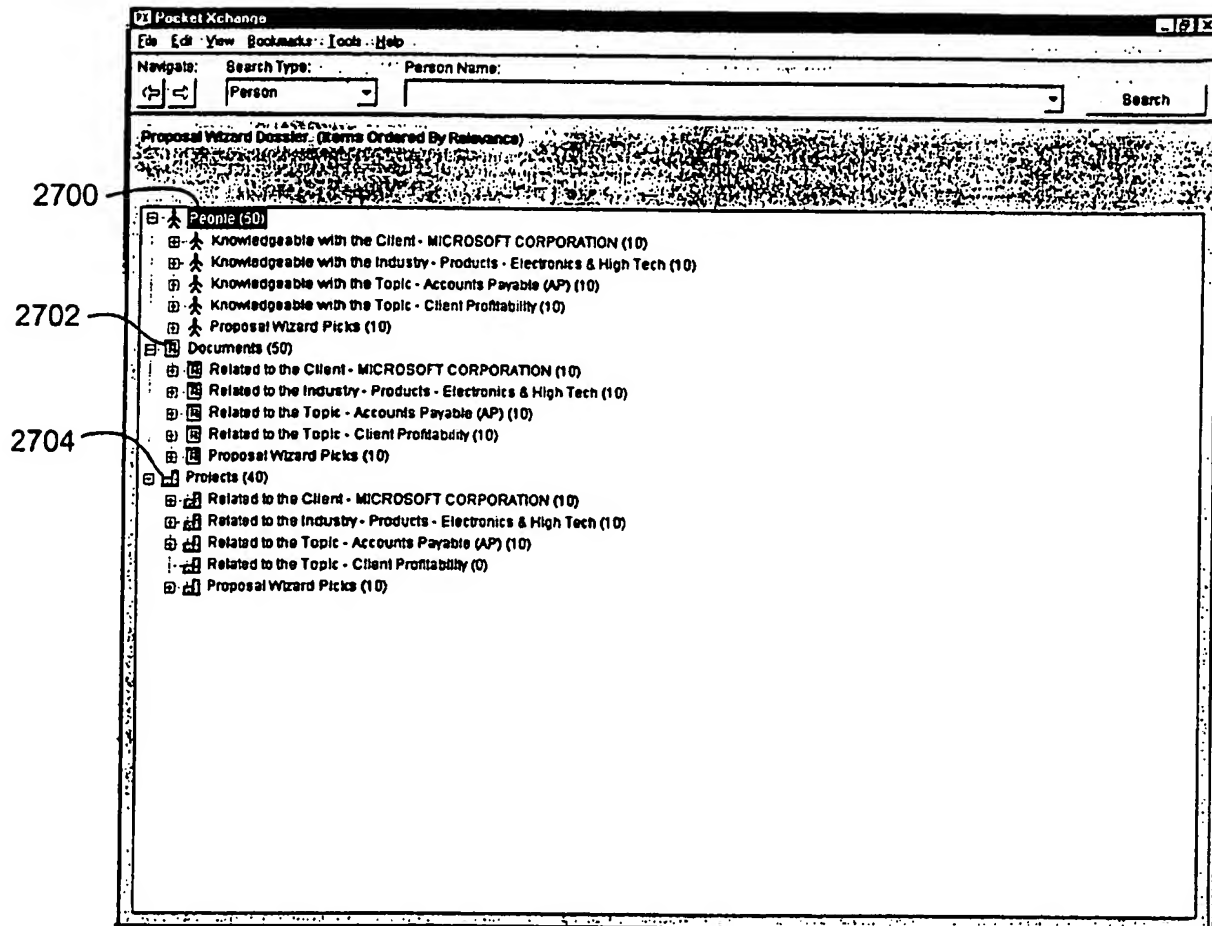 Pocket Xchange
File Edit View Bookmarks Tools Help
Navigate: Search Type: Person Name:
Person Search
Proposal Wizard Dossier. (Items Ordered By Relevance)
2700
People (50)
Knowledgeable with the Client - MICROSOFT CORPORATION (10)
Knowledgeable with the Industry - Products - Electronics & High Tech (10)
Knowledgeable with the Topic - Accounts Payable (AP) (10)
Knowledgeable with the Topic - Client Profitability (10)
Proposal Wizard Picks (10)
2702
Documents (50)
Related to the Client - MICROSOFT CORPORATION (10)
Related to the Industry - Products - Electronics & High Tech (10)
Related to the Topic - Accounts Payable (AP) (10)
Related to the Topic - Client Profitability (10)
Proposal Wizard Picks (10)
2704
Projects (40)
Related to the Client - MICROSOFT CORPORATION (10)
Related to the Industry - Products - Electronics & High Tech (10)
Related to the Topic - Accounts Payable (AP) (10)
Related to the Topic - Client Profitability (0)
Proposal Wizard Picks (10)